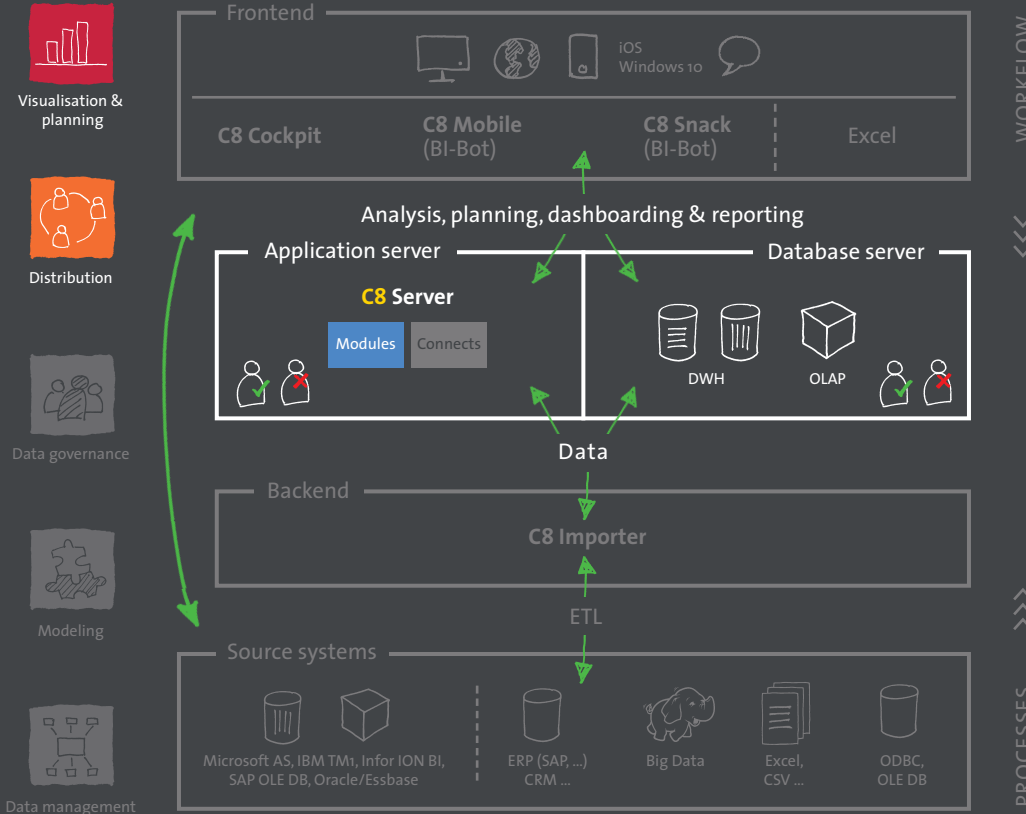 Frontend
WORKFLOW
iOS
Windows 10
Visualisation &
planning
C8 Cockpit
C8 Mobile
(BI-Bot)
C8 Snack
(BI-Bot)
Excel
Analysis, planning, dashboarding & reporting
Distribution
Application server
Database server
C8 Server
Modules
Connects
DWH
OLAP
Data governance
Data
Backend
C8 Importer
ETL
Modeling
Source systems
Microsoft AS, IBM TM1, Infor ION BI,
SAP OLE DB, Oracle/Essbase
ERP (SAP, ...)
CRM ...
Big Data
Excel,
CSV ...
ODBC,
OLE DB
Data management
PROCESSES